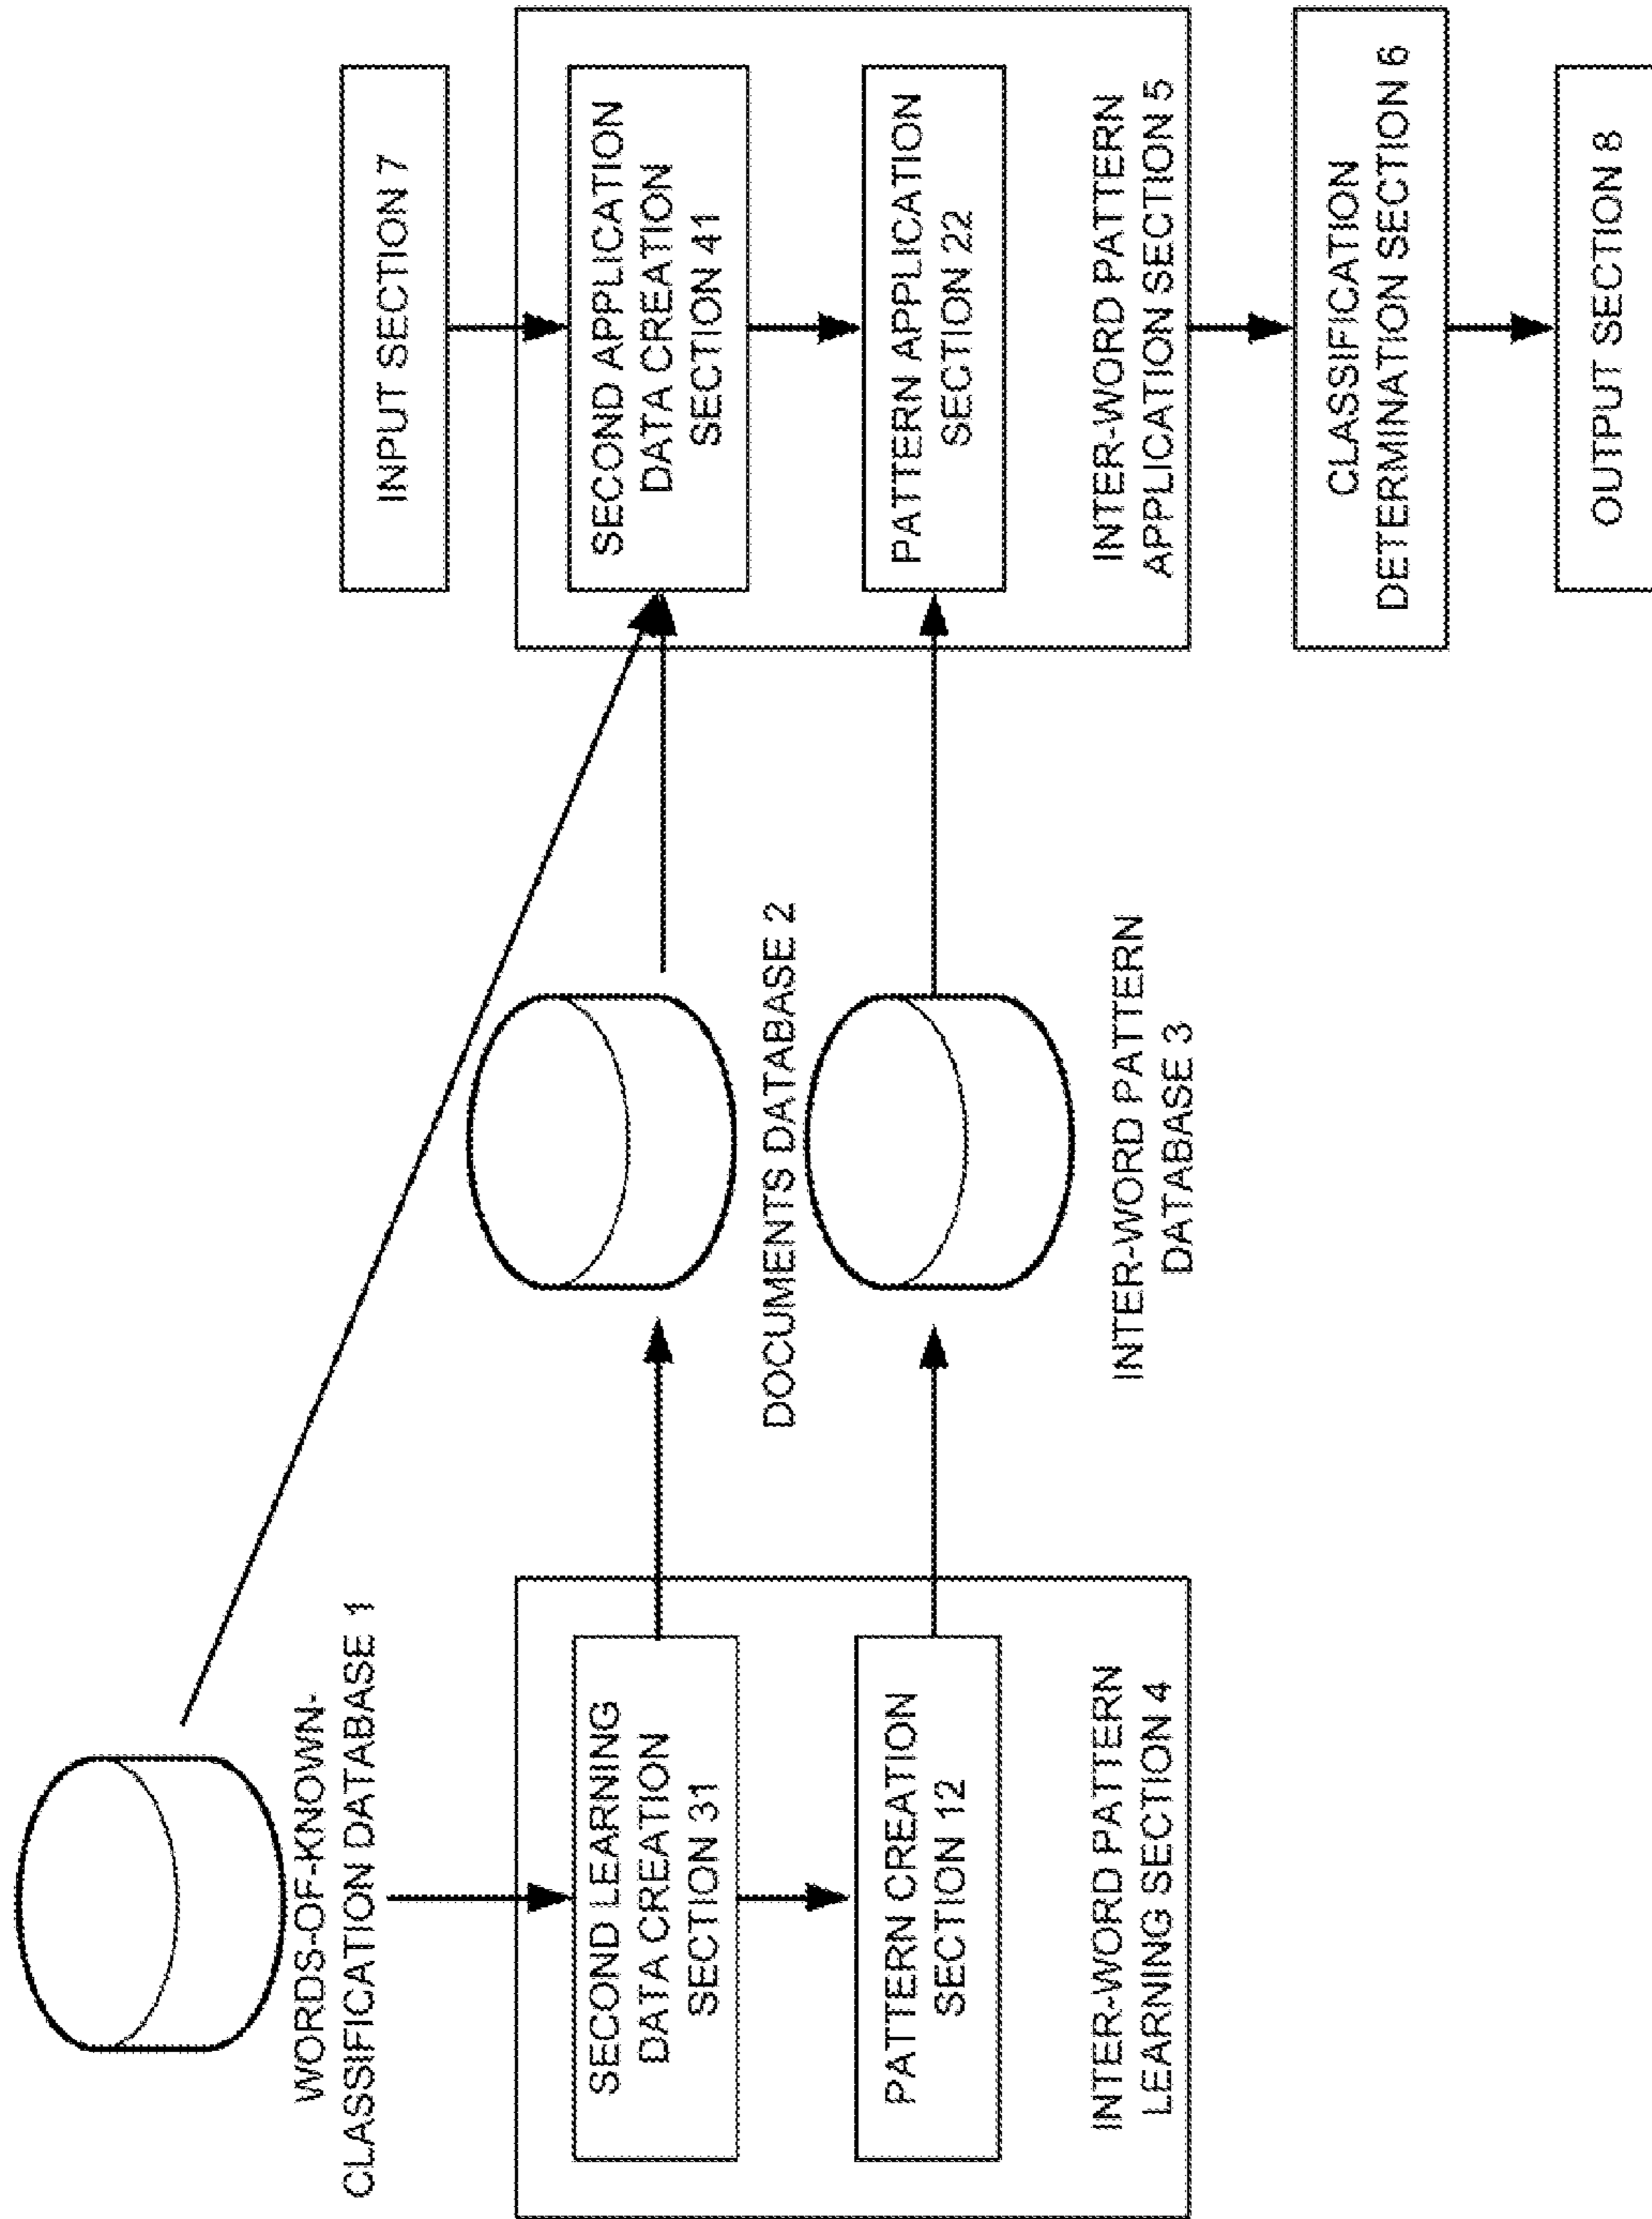 WORDS-OF-KNOWN-
CLASSIFICATION DATABASE 1
SECOND LEARNING
DATA CREATION
SECTION 31
PATTERN CREATION
SECTION 12
INTER-WORD PATTERN
LEARNING SECTION 4
DOCUMENTS DATABASE 2
INTER-WORD PATTERN
DATABASE 3
INPUT SECTION 7
SECOND APPLICATION
DATA CREATION
SECTION 41
PATTERN APPLICATION
SECTION 22
INTER-WORD PATTERN
APPLICATION SECTION 5
CLASSIFICATION
DETERMINATION SECTION 6
OUTPUT SECTION 8